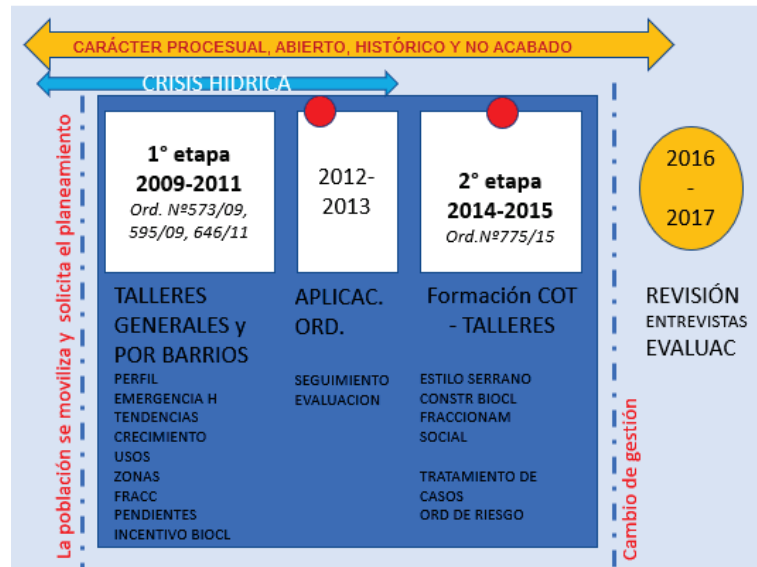 CARÁCTER PROCESUAL, ABIERTO, HISTÓRICO Y NO ACABADO
CRISIS HIDRICA
La población se moviliza y solicita el planeamiento
1° etapa
2009-2011
Ord. Nº573/09,
595/09, 646/11
TALLERES
GENERALES y
POR BARRIOS
PERFIL
EMERGENCIA H
TENDENCIAS
CRECIMIENTO
USOS
ZONAS
FRACC
PENDIENTES
INCENTIVO BIOCL
2012-
2013
APLICAC.
ORD.
SEGUIMIENTO
EVALUACION
2° etapa
2014-2015
Ord.Nº775/15
Formación COT
- TALLERES
ESTILO SERRANO
CONSTR BIOCL
FRACCIONAM
SOCIAL
TRATAMIENTO DE
CASOS
ORD DE RIESGO
Cambio de gestión
2016
-
2017
REVISIÓN
ENTREVISTAS
EVALUAC